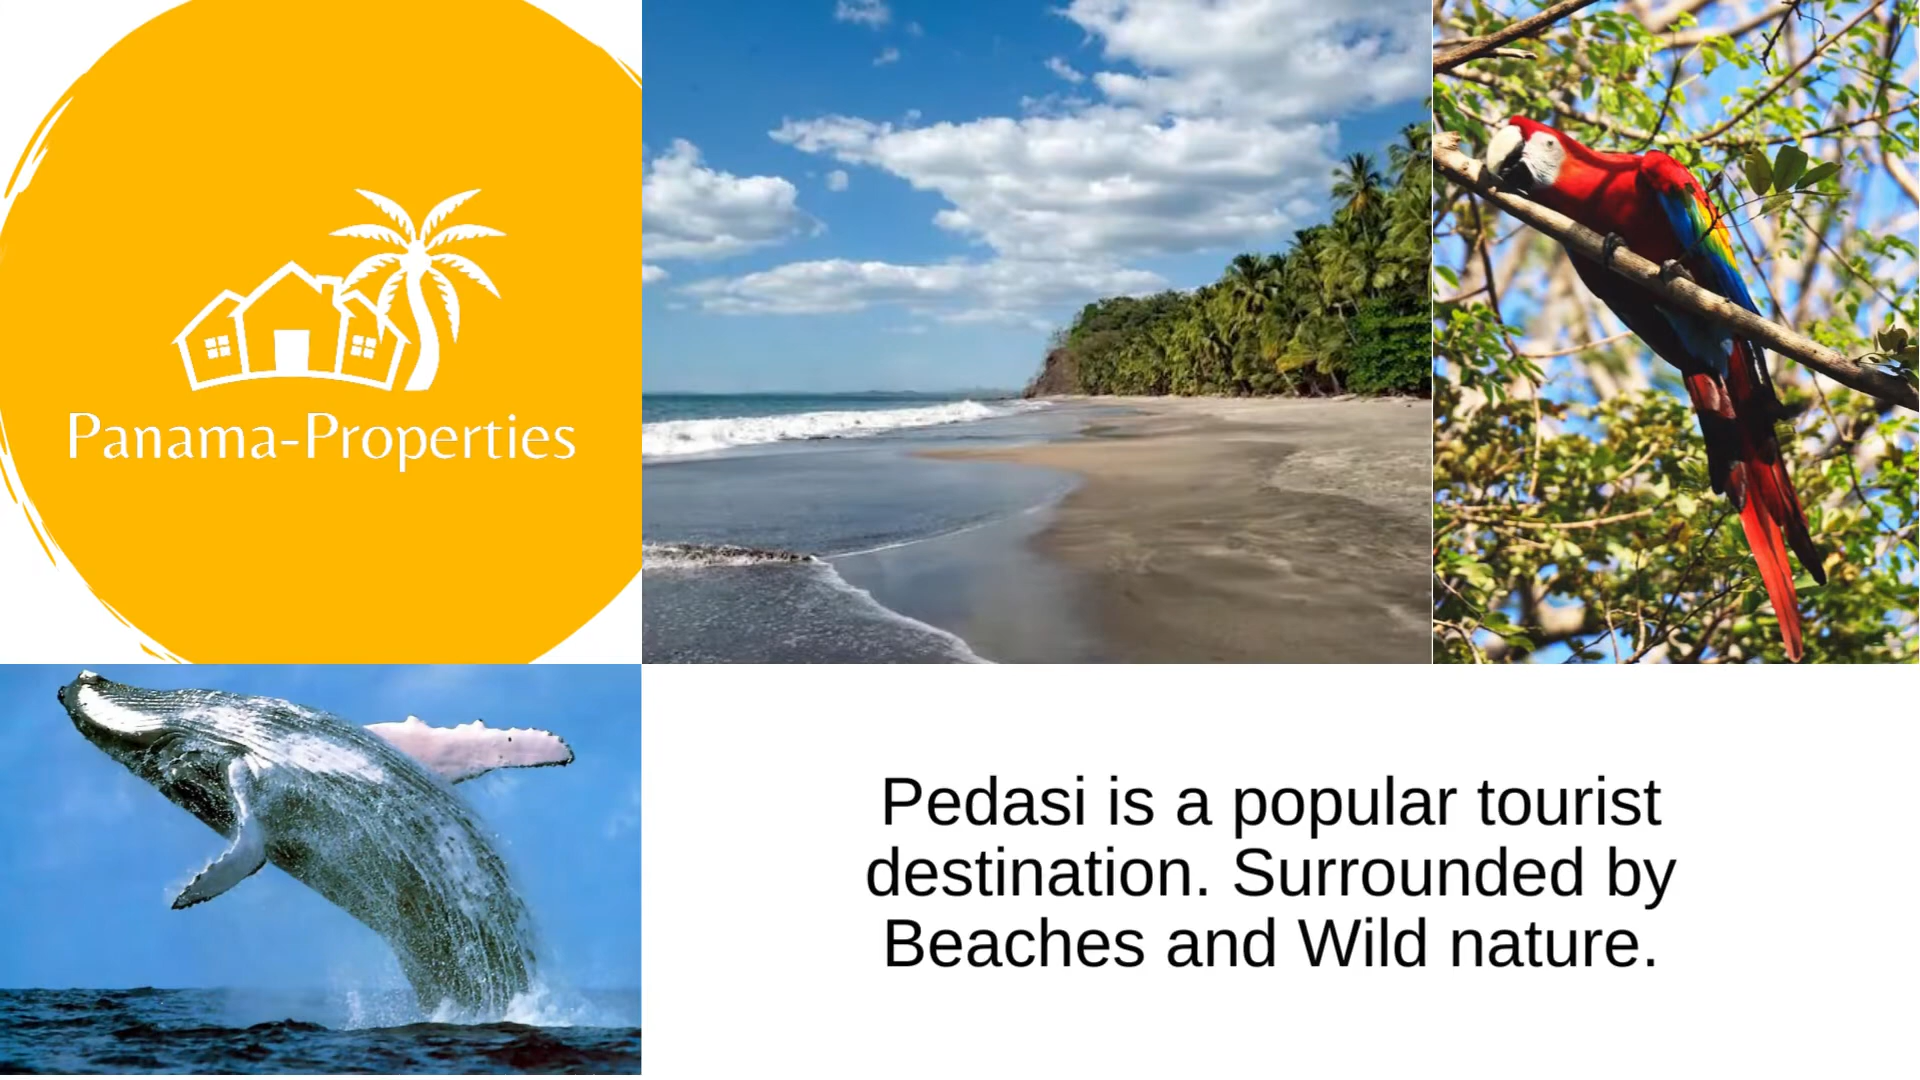 Panama-Properties
Pedasi is a popular tourist
destination. Surrounded by
Beaches and Wild nature.